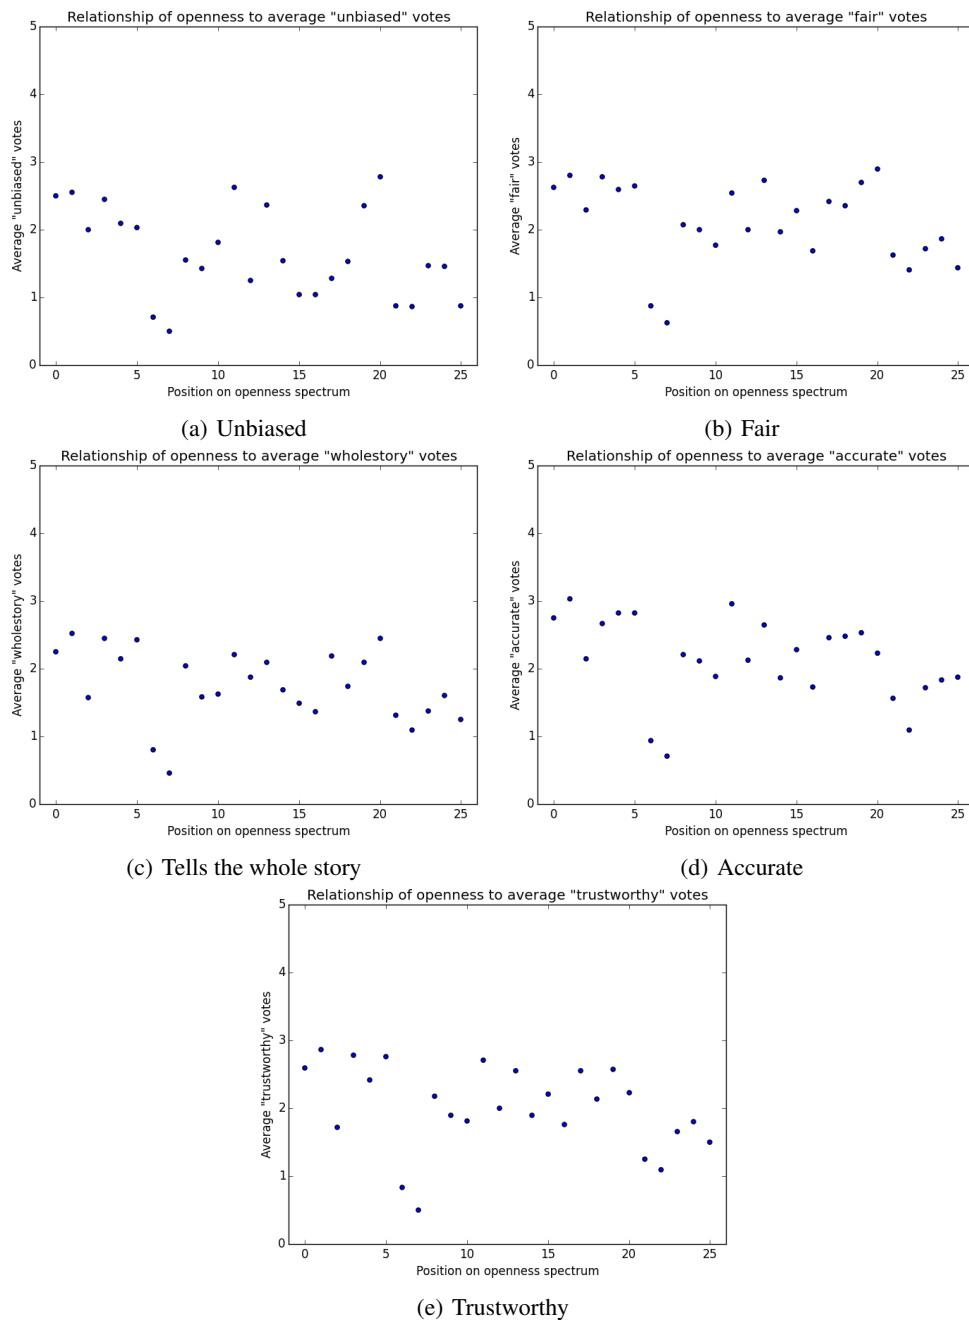 Relationship of openness to average "unbiased" votes
Average "unbiased" votes
5
4
3
2
1
0
0 5 10 15 20 25
Position on openness spectrum
(a) Unbiased
Relationship of openness to average "fair" votes
Average "fair" votes
5
4
3
2
1
0
0 5 10 15 20 25
Position on openness spectrum
(b) Fair
Relationship of openness to average "wholestory" votes
Average "wholestory" votes
5
4
3
2
1
0
0 5 10 15 20 25
Position on openness spectrum
(c) Tells the whole story
Relationship of openness to average "accurate" votes
Average "accurate" votes
5
4
3
2
1
0
0 5 10 15 20 25
Position on openness spectrum
(d) Accurate
Relationship of openness to average "trustworthy" votes
Average "trustworthy" votes
5
4
3
2
1
0
0 5 10 15 20 25
Position on openness spectrum
(e) Trustworthy